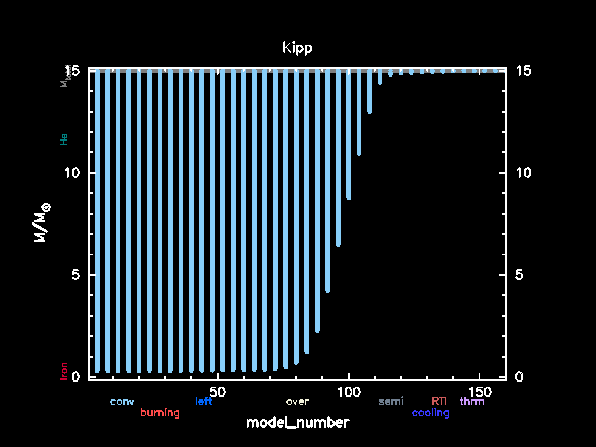 Kipp
15 15
He
10 10
M/M⊙
5 5
Iron
0 0
50 100 150
conv left over semi RTI thrm
burning cooling
model_number